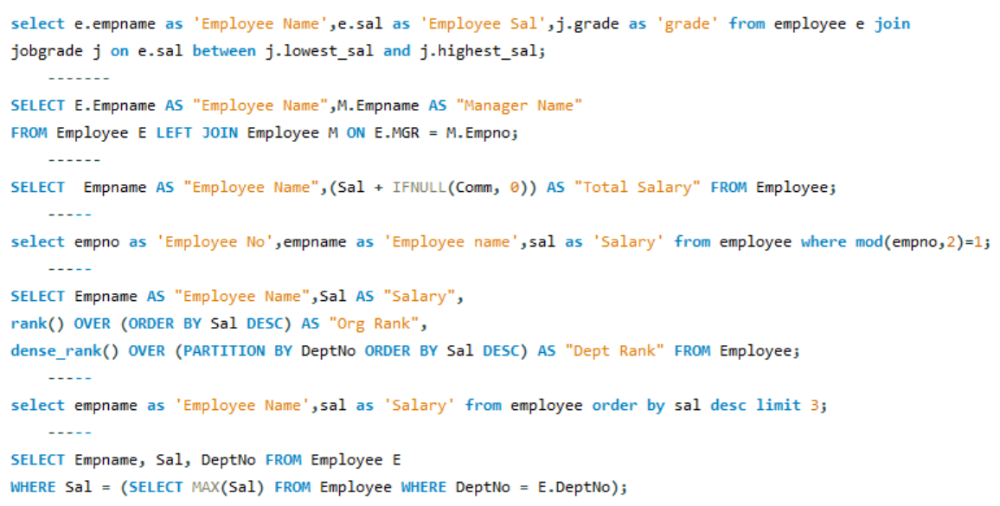 select e.empname as 'Employee Name',e.sal as 'Employee Sal',j.grade as 'grade' from employee e join
jobgrade j on e.sal between j.lowest_sal and j.highest_sal;
-------
SELECT E.Empname AS "Employee Name",M.Empname AS "Manager Name"
FROM Employee E LEFT JOIN Employee M ON E.MGR = M.Empno;
------
SELECT  Empname AS "Employee Name",(Sal + IFNULL(Comm, 0)) AS "Total Salary" FROM Employee;
-----
select empno as 'Employee No',empname as 'Employee name',sal as 'Salary' from employee where mod(empno,2)=1;
-----
SELECT Empname AS "Employee Name",Sal AS "Salary",
rank() OVER (ORDER BY Sal DESC) AS "Org Rank",
dense_rank() OVER (PARTITION BY DeptNo ORDER BY Sal DESC) AS "Dept Rank" FROM Employee;
-----
select empname as 'Employee Name',sal as 'Salary' from employee order by sal desc limit 3;
-----
SELECT Empname, Sal, DeptNo FROM Employee E
WHERE Sal = (SELECT MAX(Sal) FROM Employee WHERE DeptNo = E.DeptNo);